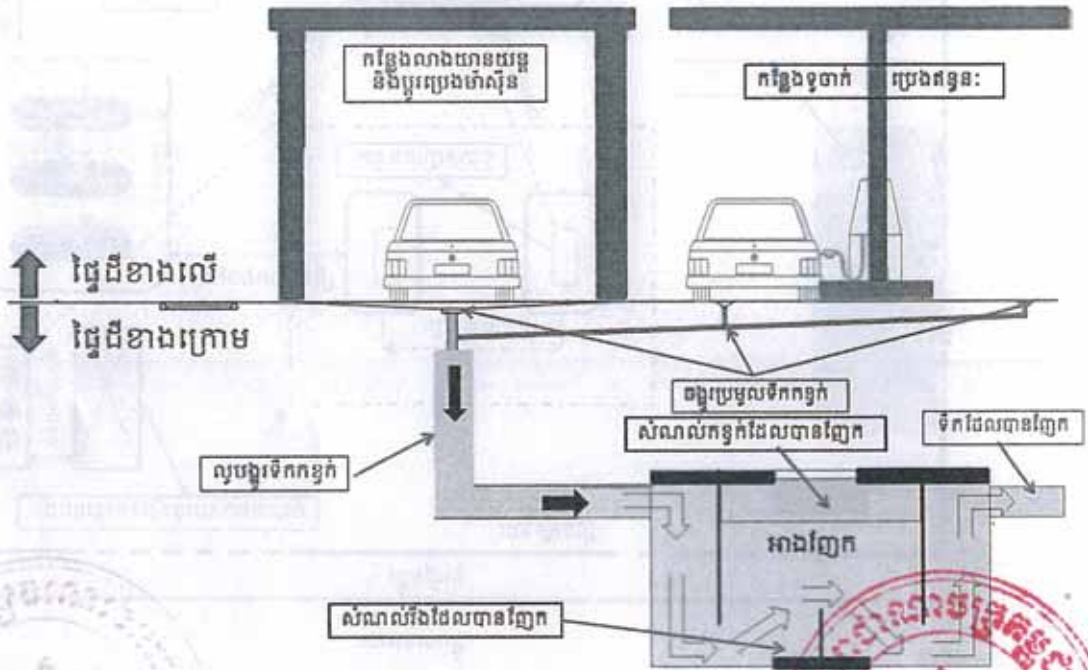 កន្លែងលាងយានយន្ត
និងប្ដូរប្រេងម៉ាស៊ីន
កន្លែងទូចាក់ ប្រេងឥន្ធនៈ
ផ្ទៃដីខាងលើ
ផ្ទៃដីខាងក្រោម
ចង្អូរប្រមូលទឹកកខ្វក់
សំណល់កខ្វក់ដែលបានញែក
ទឹកដែលបានញែក
លូបង្ហូរទឹកកខ្វក់
អាងញែក
សំណល់រឹងដែលបានញែក